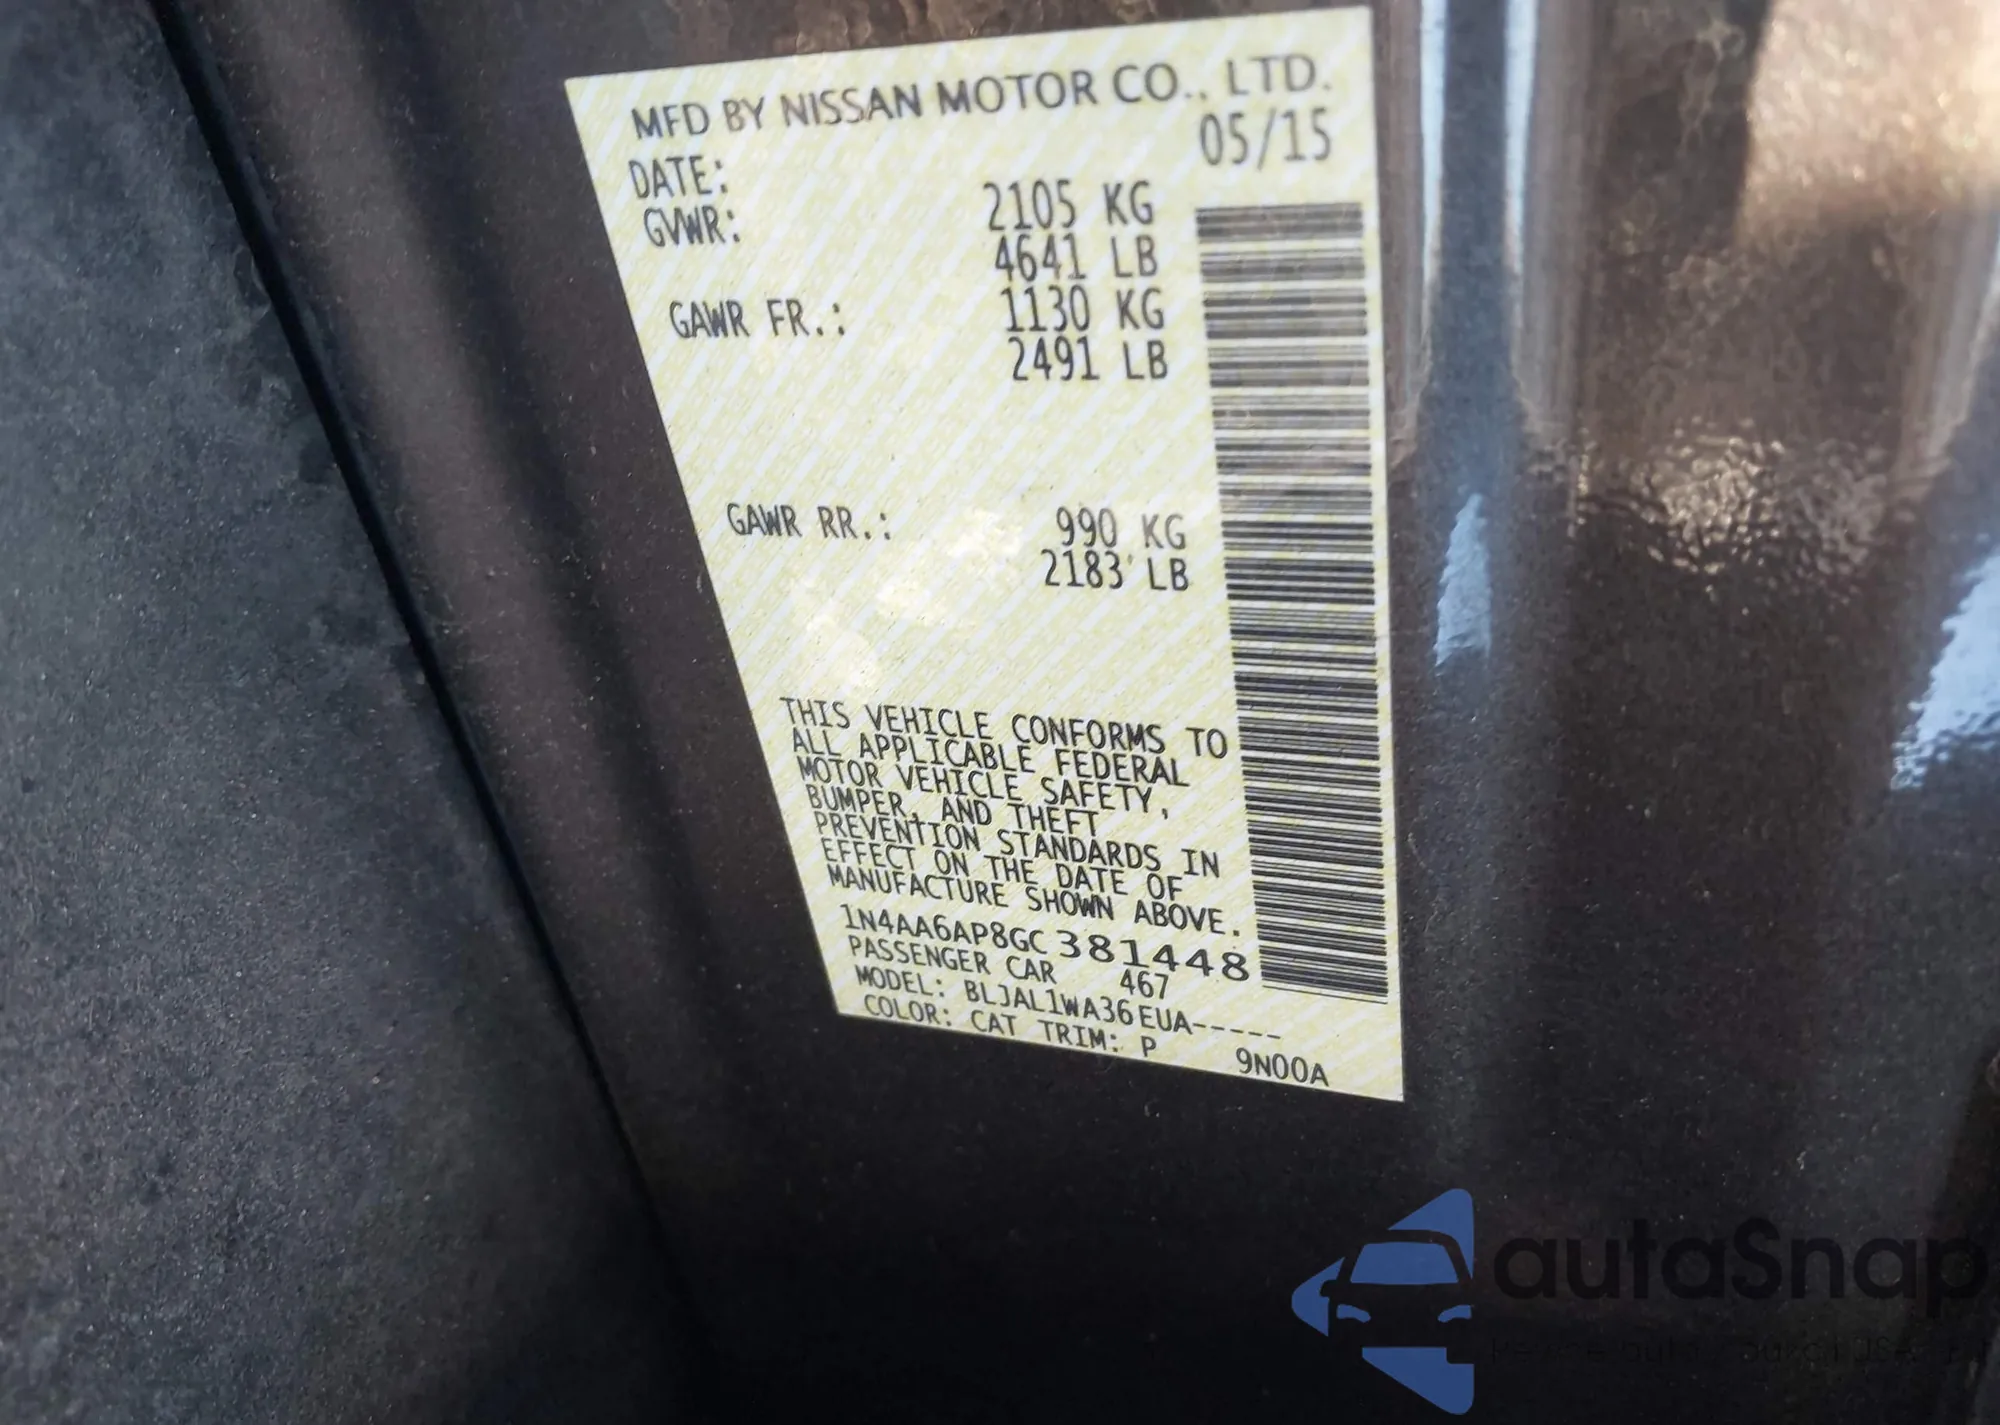 MFD BY NISSAN MOTOR CO., LTD.
DATE: 05/15
GVWR: 2105 KG
4641 LB
GAWR FR.: 1130 KG
2491 LB
GAWR RR.: 990 KG
2183 LB
THIS VEHICLE CONFORMS TO
ALL APPLICABLE FEDERAL
MOTOR VEHICLE SAFETY,
BUMPER, AND THEFT
PREVENTION STANDARDS IN
EFFECT ON THE DATE OF
MANUFACTURE SHOWN ABOVE.
1N4AA6AP8GC381448
PASSENGER CAR 467
MODEL: BLJAL1WA36EUA-----
COLOR: CAT TRIM: P 9N00A
autaSnap